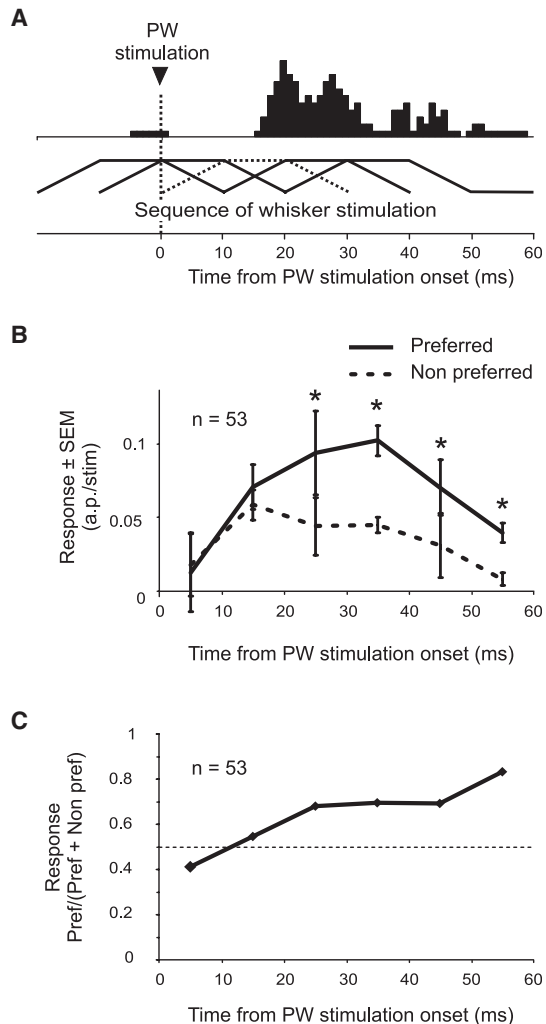 A
PW
stimulation
Sequence of whisker stimulation
0 10 20 30 40 50 60
Time from PW stimulation onset (ms)
B
Preferred
Non preferred
n = 53
* * * *
Response ± SEM
(a.p./stim)
0.1
0.05
0
0 10 20 30 40 50 60
Time from PW stimulation onset (ms)
C
n = 53
Response
Pref/(Pref + Non pref)
1
0.8
0.6
0.4
0.2
0
0 10 20 30 40 50 60
Time from PW stimulation onset (ms)